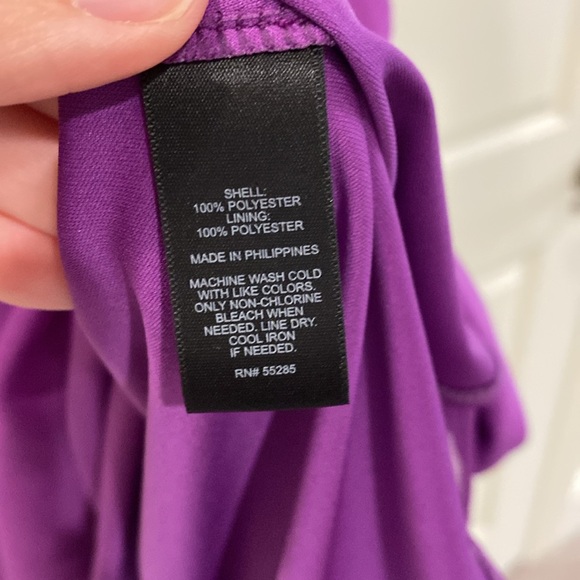 SHELL:
100% POLYESTER
LINING:
100% POLYESTER
MADE IN PHILIPPINES
MACHINE WASH COLD
WITH LIKE COLORS.
ONLY NON-CHLORINE
BLEACH WHEN
NEEDED. LINE DRY.
COOL IRON
IF NEEDED.
RN# 55285